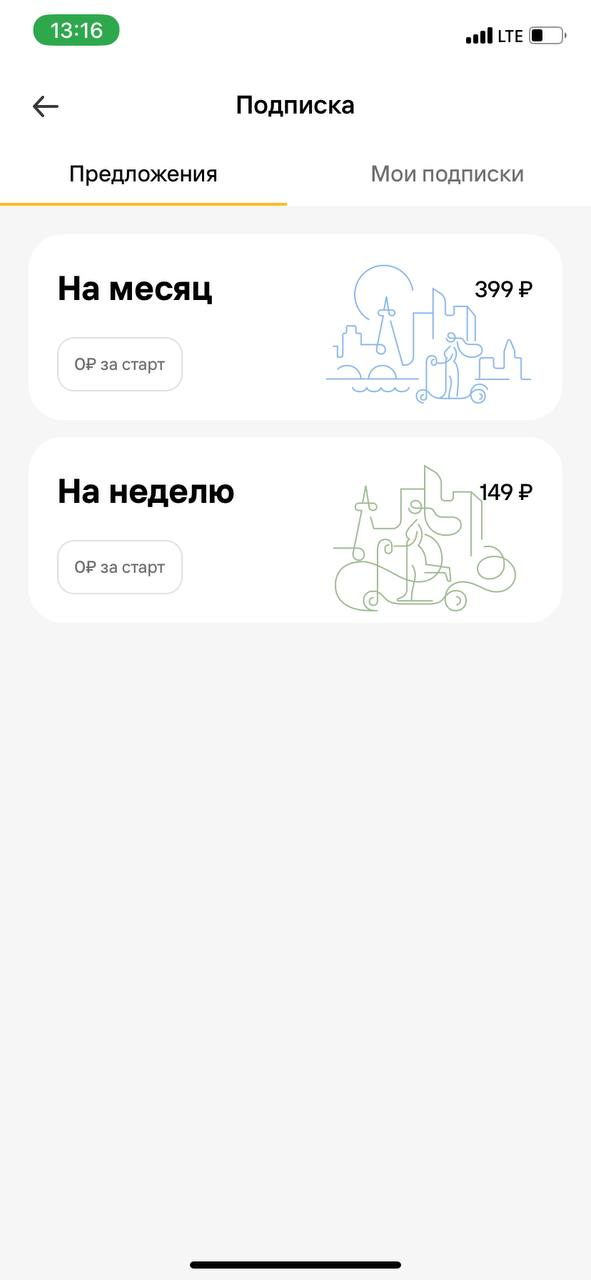 13:16 LTE
Подписка
Предложения Мои подписки
На месяц 399 ₽
0₽ за старт
На неделю 149 ₽
0₽ за старт